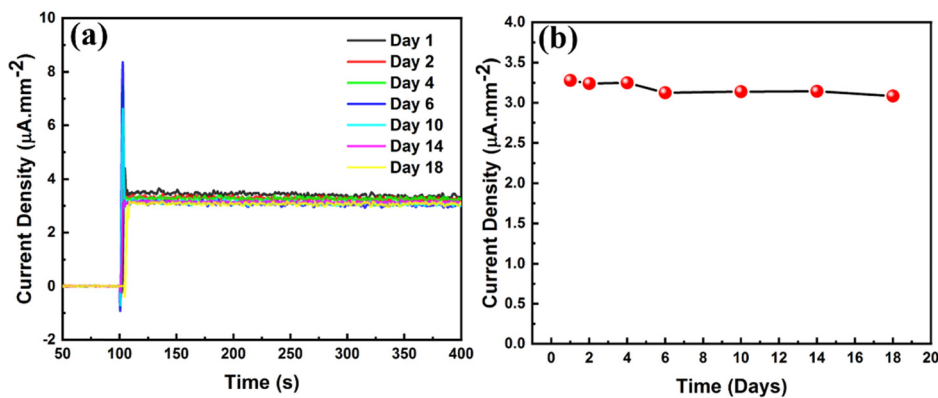 (a)
Day 1
Day 2
Day 4
Day 6
Day 10
Day 14
Day 18
10
8
6
4
2
0
-2
Current Density (μA.mm⁻²)
50 100 150 200 250 300 350 400
Time (s)
(b)
4.0
3.5
3.0
2.5
2.0
1.5
1.0
0.5
0.0
Current Density (μA.mm⁻²)
0 2 4 6 8 10 12 14 16 18 20
Time (Days)